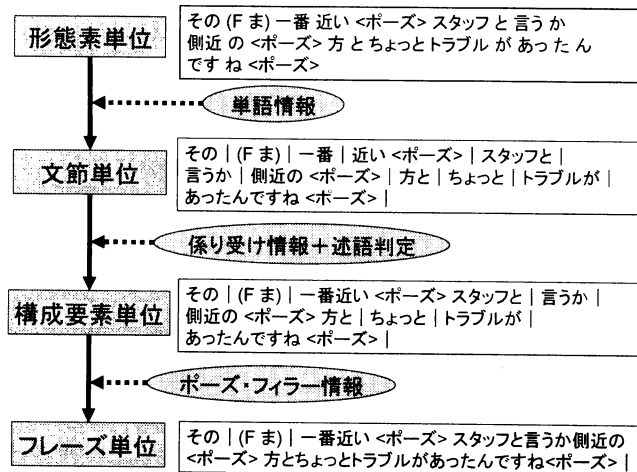 形態素単位
その (F ま) 一番 近い <ポーズ> スタッフ と 言う か
側近 の <ポーズ> 方 と ちょっと トラブル が あっ た ん
です ね <ポーズ>
単語情報
文節単位
その | (F ま) | 一番 | 近い <ポーズ> | スタッフと |
言うか | 側近の <ポーズ> | 方と | ちょっと | トラブルが |
あったんですね <ポーズ> |
係り受け情報＋述語判定
構成要素単位
その | (F ま) | 一番近い <ポーズ> スタッフと | 言うか |
側近の <ポーズ> 方と | ちょっと | トラブルが |
あったんですね <ポーズ> |
ポーズ・フィラー情報
フレーズ単位
その | (F ま) | 一番近い <ポーズ> スタッフと言うか側近の
<ポーズ> 方とちょっとトラブルがあったんですね<ポーズ> |